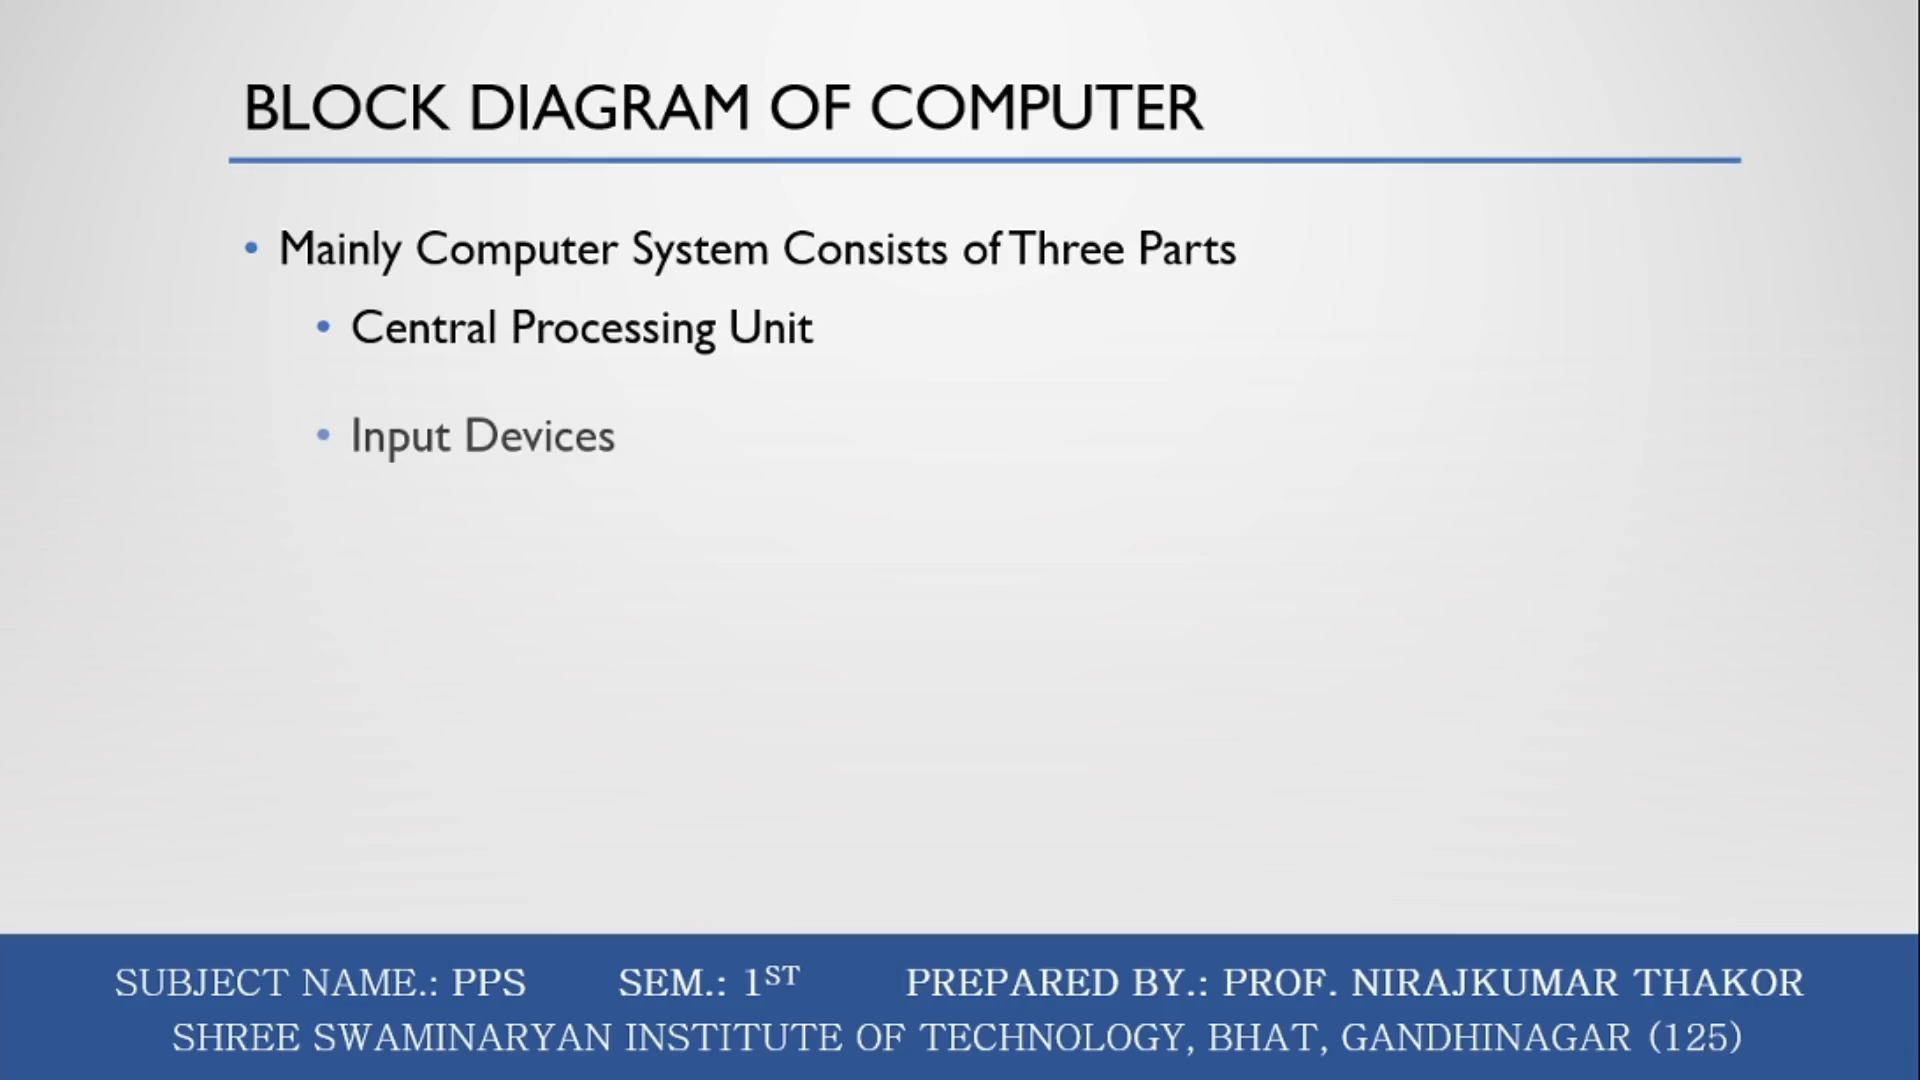 BLOCK DIAGRAM OF COMPUTER
• Mainly Computer System Consists of Three Parts
• Central Processing Unit
• Input Devices
SUBJECT NAME.: PPS SEM.: 1ST PREPARED BY.: PROF. NIRAJKUMAR THAKOR
SHREE SWAMINARYAN INSTITUTE OF TECHNOLOGY, BHAT, GANDHINAGAR (125)